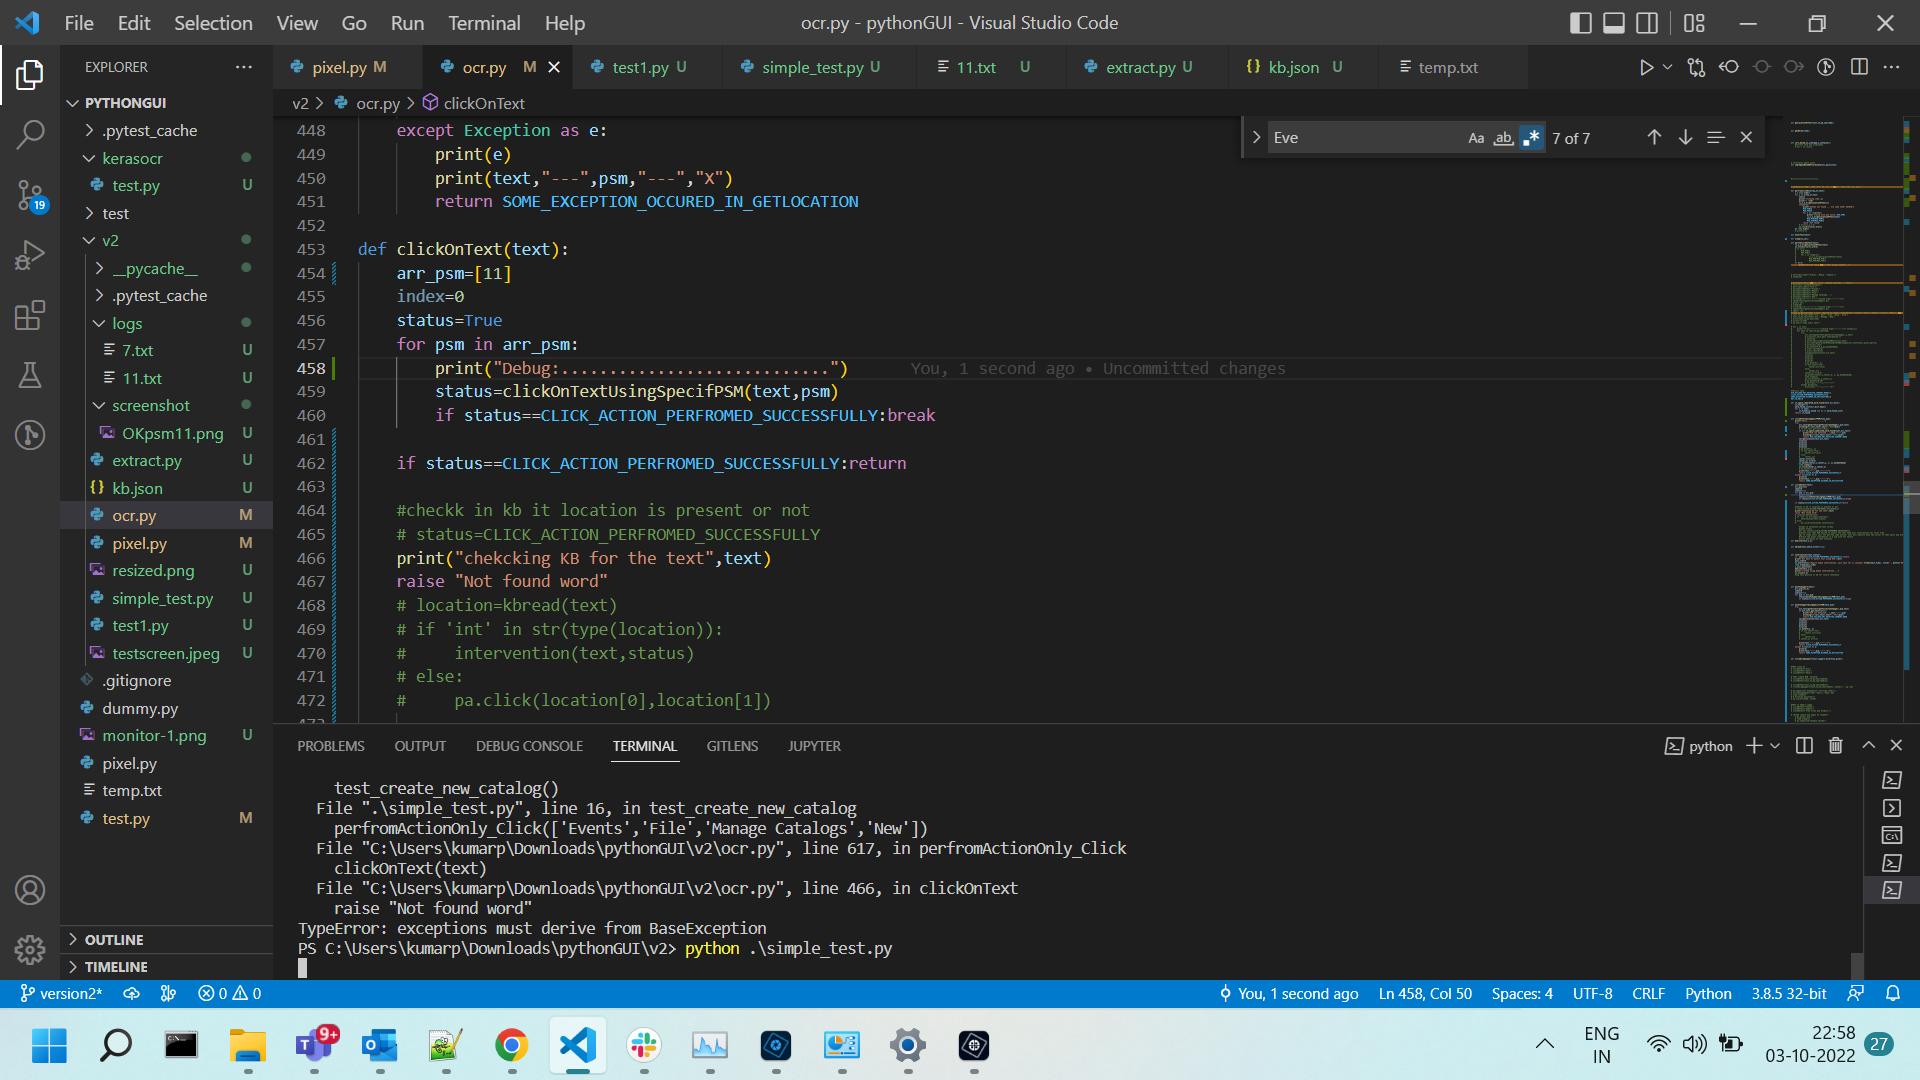 File Edit Selection View Go Run Terminal Help
ocr.py - pythonGUI - Visual Studio Code
EXPLORER
PYTHONGUI
.pytest_cache
kerasocr
test.py U
test
v2
__pycache__
.pytest_cache
logs
7.txt U
11.txt U
screenshot
OKpsm11.png U
extract.py U
kb.json U
ocr.py M
pixel.py M
resized.png U
simple_test.py U
test1.py U
testscreen.jpeg U
.gitignore
dummy.py
monitor-1.png U
pixel.py
temp.txt
test.py M
OUTLINE
TIMELINE
19
pixel.py M
ocr.py M
test1.py U
simple_test.py U
11.txt U
extract.py U
kb.json U
temp.txt
v2 > ocr.py > clickOnText
Eve
Aa ab 7 of 7
448 except Exception as e:
449 print(e)
450 print(text,"---",psm,"---","X")
451 return SOME_EXCEPTION_OCCURED_IN_GETLOCATION
452
453 def clickOnText(text):
454 arr_psm=[11]
455 index=0
456 status=True
457 for psm in arr_psm:
458 print("Debug:............................") You, 1 second ago • Uncommitted changes
459 status=clickOnTextUsingSpecifPSM(text,psm)
460 if status==CLICK_ACTION_PERFROMED_SUCCESSFULLY:break
461
462 if status==CLICK_ACTION_PERFROMED_SUCCESSFULLY:return
463
464 #checkk in kb it location is present or not
465 # status=CLICK_ACTION_PERFROMED_SUCCESSFULLY
466 print("chekcking KB for the text",text)
467 raise "Not found word"
468 # location=kbread(text)
469 # if 'int' in str(type(location)):
470 # intervention(text,status)
471 # else:
472 # pa.click(location[0],location[1])
PROBLEMS OUTPUT DEBUG CONSOLE TERMINAL GITLENS JUPYTER
python
test_create_new_catalog()
File ".\simple_test.py", line 16, in test_create_new_catalog
perfromActionOnly_Click(['Events','File','Manage Catalogs','New'])
File "C:\Users\kumarp\Downloads\pythonGUI\v2\ocr.py", line 617, in perfromActionOnly_Click
clickOnText(text)
File "C:\Users\kumarp\Downloads\pythonGUI\v2\ocr.py", line 466, in clickOnText
raise "Not found word"
TypeError: exceptions must derive from BaseException
PS C:\Users\kumarp\Downloads\pythonGUI\v2> python .\simple_test.py
version2* 0 0
You, 1 second ago Ln 458, Col 50 Spaces: 4 UTF-8 CRLF Python 3.8.5 32-bit
9+
ENG
IN
22:58
03-10-2022
27